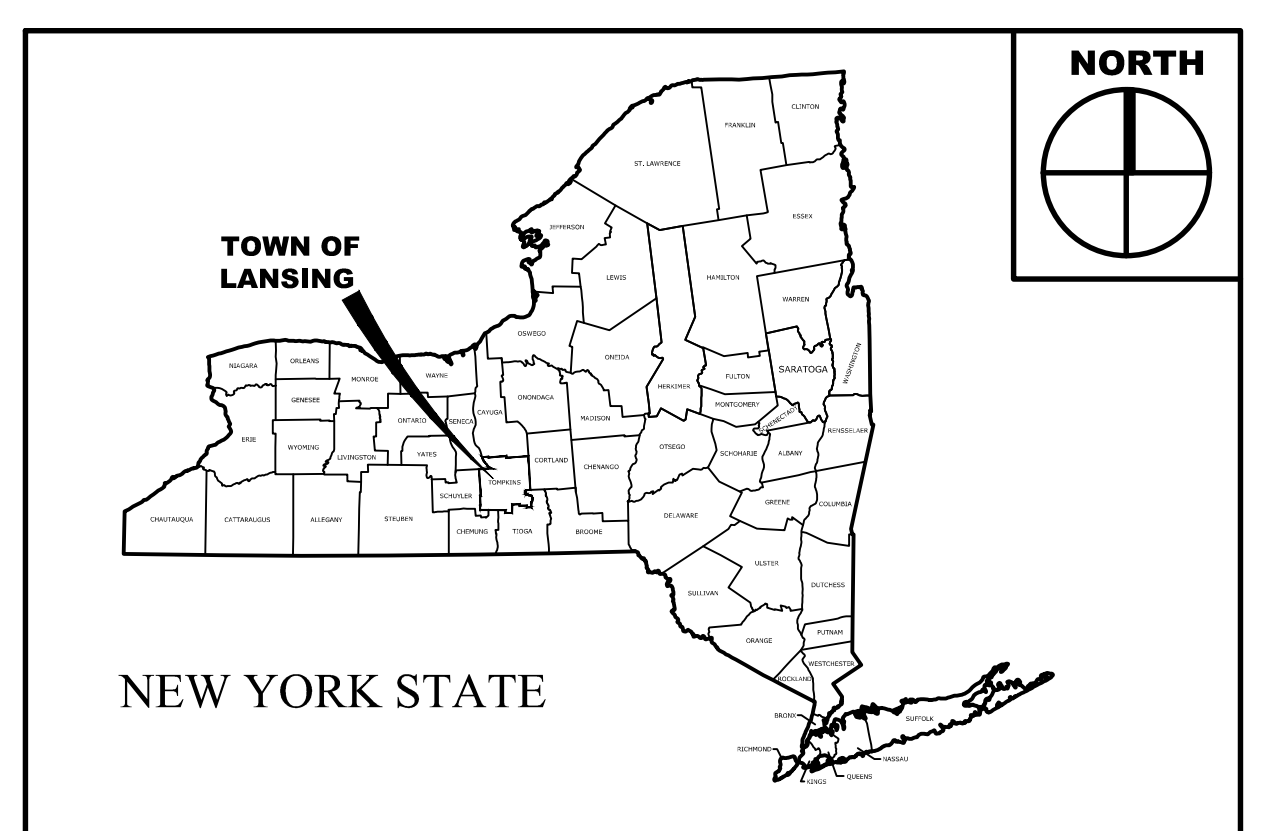 NORTH
CLINTON
FRANKLIN
ST. LAWRENCE
ESSEX
JEFFERSON
TOWN OF
LANSING
LEWIS
HAMILTON
WARREN
OSWEGO
WASHINGTON
ONEIDA
ORLEANS
NIAGARA
SARATOGA
WAYNE
MONROE
FULTON
HERKIMER
GENESEE
ONONDAGA
MONTGOMERY
CAYUGA
SCHENECTADY
MADISON
ONTARIO
SENECA
RENSSELAER
ERIE
WYOMING
OTSEGO
YATES
LIVINGSTON
SCHOHARIE
ALBANY
CORTLAND
CHENANGO
TOMPKINS
SCHUYLER
GREENE
COLUMBIA
DELAWARE
CHAUTAUQUA
CATTARAUGUS
ALLEGANY
STEUBEN
CHEMUNG
TIOGA
BROOME
ULSTER
DUTCHESS
SULLIVAN
PUTNAM
ORANGE
WESTCHESTER
ROCKLAND
NEW YORK STATE
BRONX
SUFFOLK
RICHMOND
NASSAU
QUEENS
KINGS